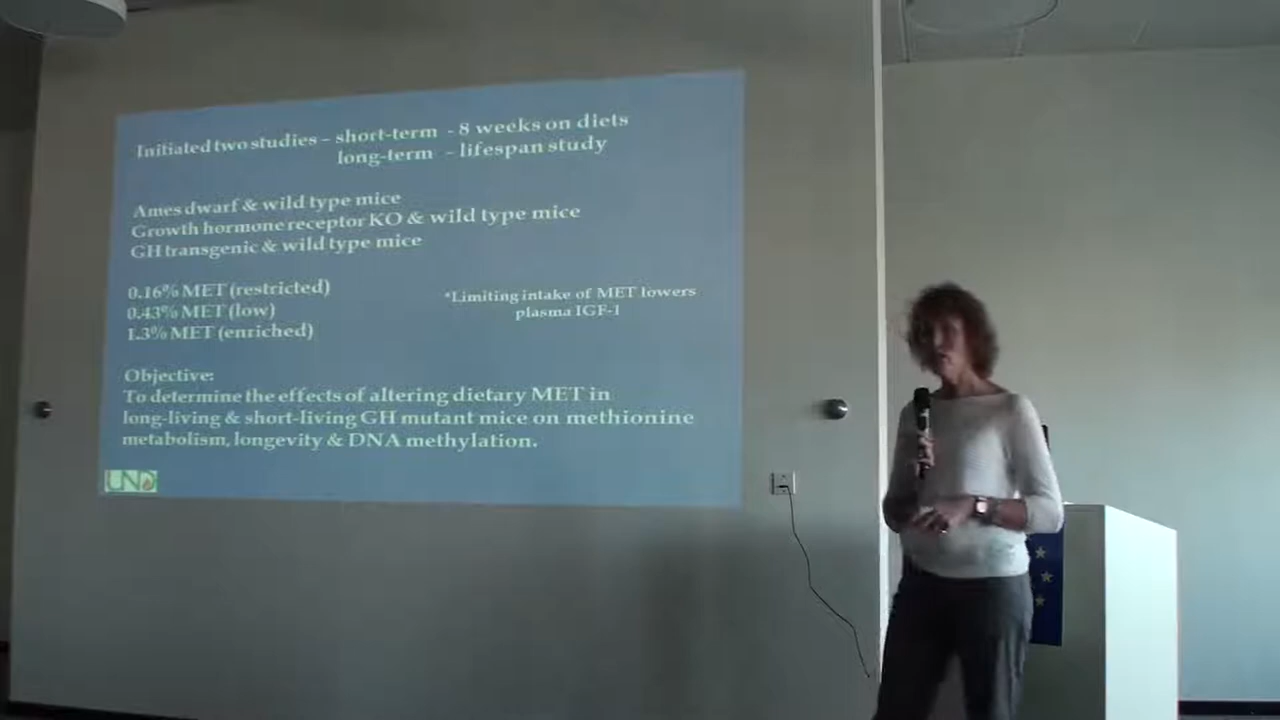 Initiated two studies – short-term - 8 weeks on diets
long-term - lifespan study
Ames dwarf & wild type mice
Growth hormone receptor KO & wild type mice
GH transgenic & wild type mice
0.16% MET (restricted)
0.43% MET (low)
1.3% MET (enriched)
*Limiting intake of MET lowers
plasma IGF-1
Objective:
To determine the effects of altering dietary MET in
long-living & short-living GH mutant mice on methionine
metabolism, longevity & DNA methylation.
UND